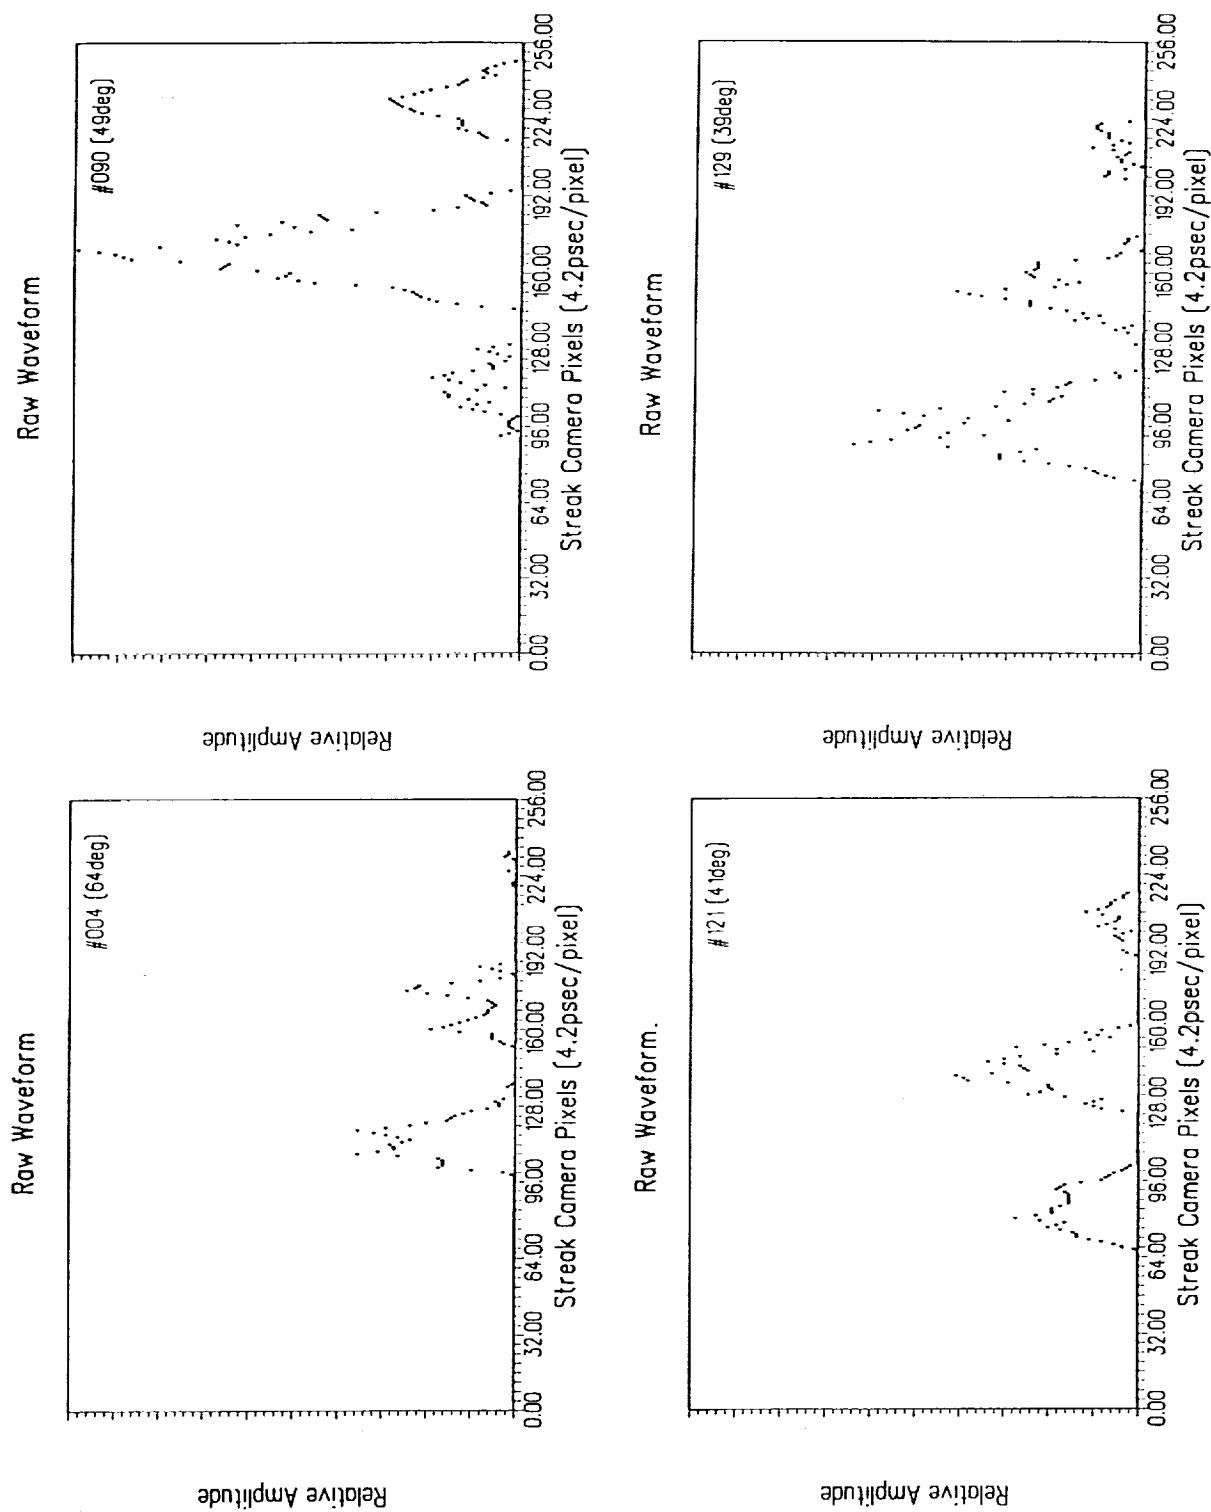 Raw Waveform
#004 (64deg)
Relative Amplitude
0.00 32.00 64.00 96.00 128.00 160.00 192.00 224.00 256.00
Streak Camera Pixels (4.2psec/pixel)
Raw Waveform
#090 (49deg)
Relative Amplitude
0.00 32.00 64.00 96.00 128.00 160.00 192.00 224.00 256.00
Streak Camera Pixels (4.2psec/pixel)
Raw Waveform.
#121 (41deg)
Relative Amplitude
0.00 32.00 64.00 96.00 128.00 160.00 192.00 224.00 256.00
Streak Camera Pixels (4.2psec/pixel)
Raw Waveform
#129 (39deg)
Relative Amplitude
0.00 32.00 64.00 96.00 128.00 160.00 192.00 224.00 256.00
Streak Camera Pixels (4.2psec/pixel)